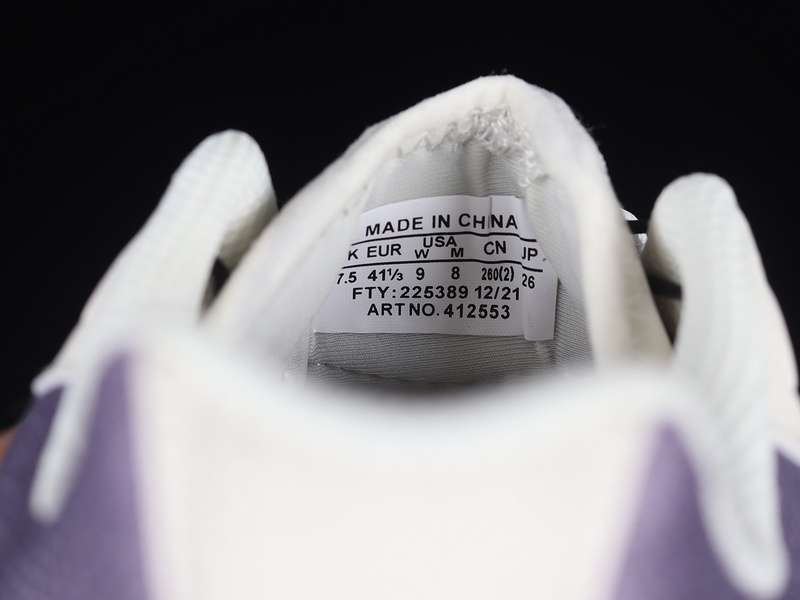 MADE IN CHINA
K EUR USA W M CN JP
7.5 41⅓ 9 8 260(2) 26
FTY: 225389 12/21
ART NO. 412553